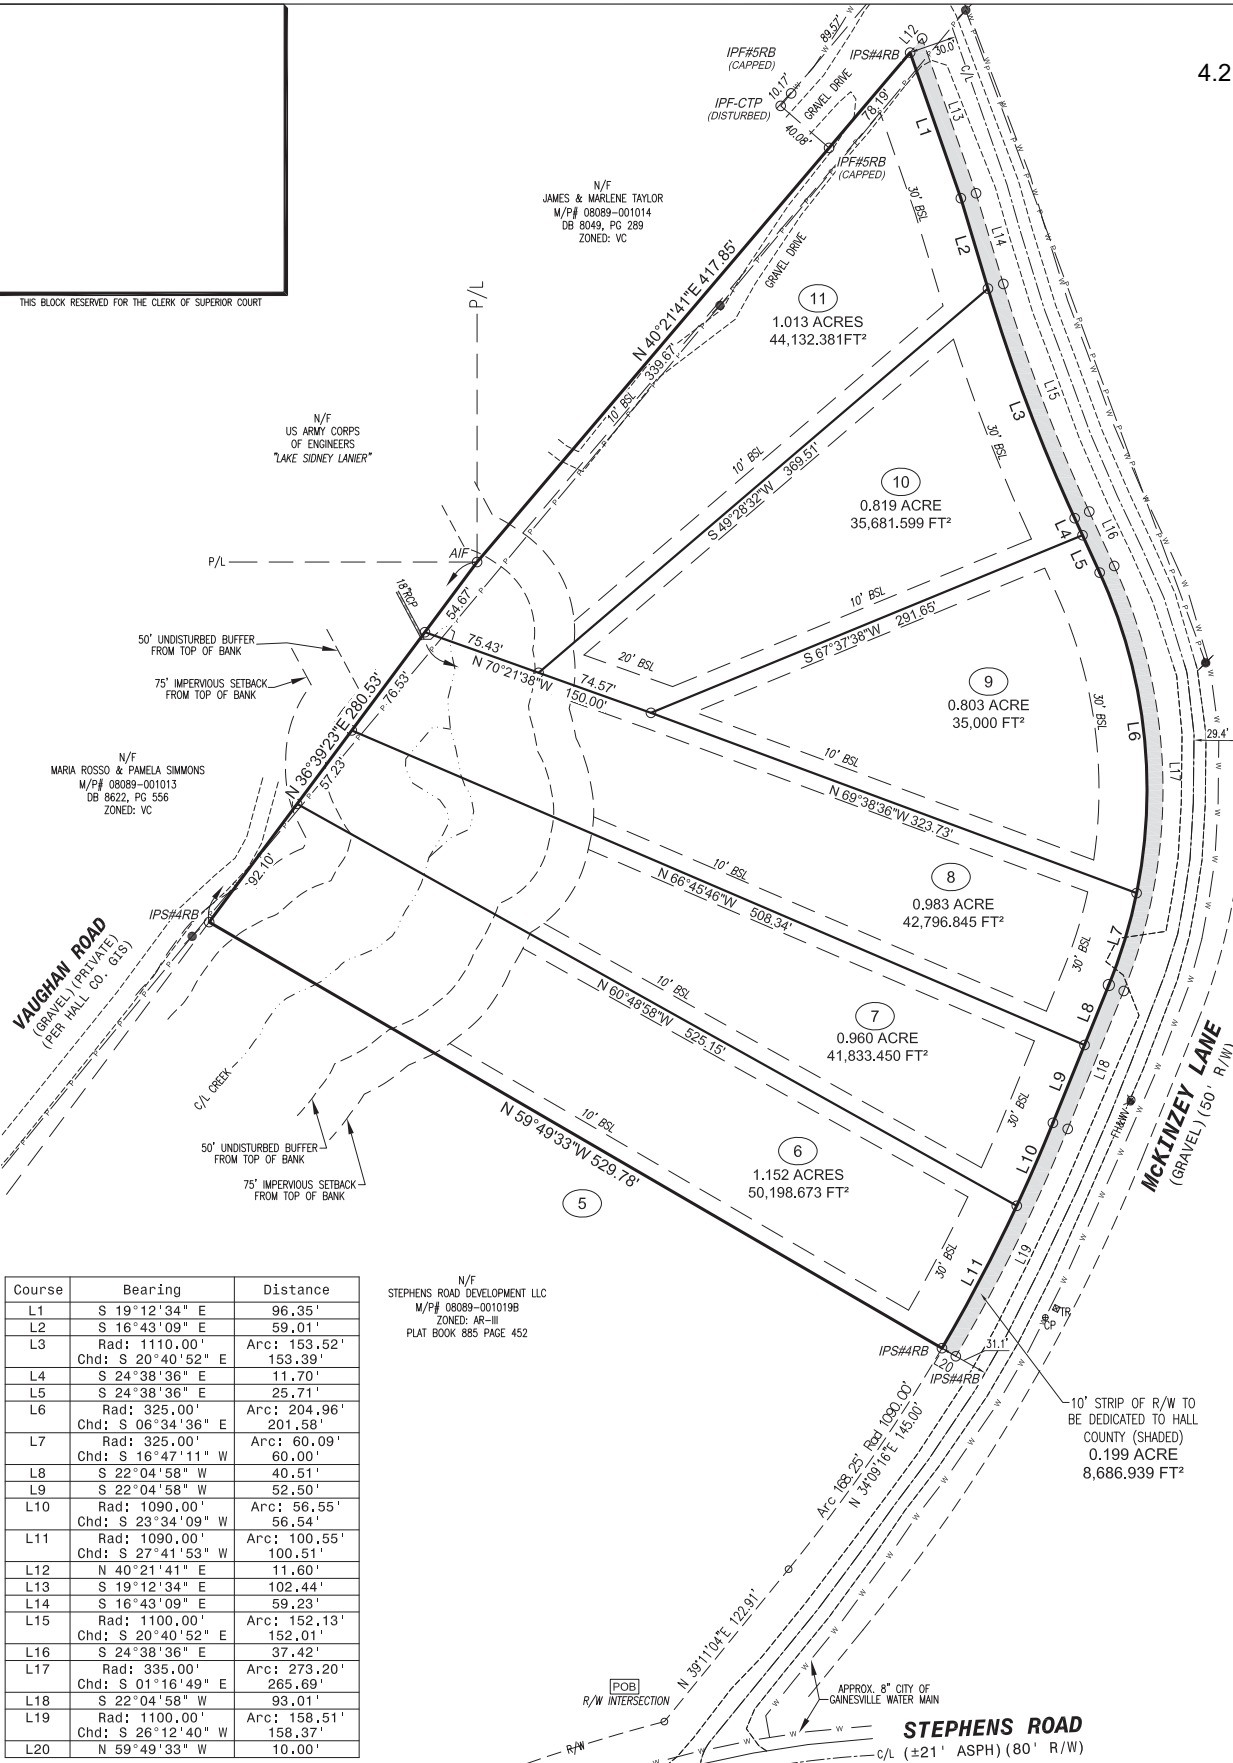 4.2
THIS BLOCK RESERVED FOR THE CLERK OF SUPERIOR COURT
IPF#5RB
(CAPPED)
89.57'
10.17'
IPF-CTP
(DISTURBED)
40.08'
GRAVEL DRIVE
78.19'
IPS#4RB
L12
30.0'
C/L
IPF#5RB
(CAPPED)
N/F
JAMES & MARLENE TAYLOR
M/P# 08089-001014
DB 8049, PG 289
ZONED: VC
P/L
N 40°21'41"E 417.85'
339.67'
10' BSL
GRAVEL DRIVE
30' BSL
L1
L13
L2
L14
11
1.013 ACRES
44,132.381FT²
N/F
US ARMY CORPS
OF ENGINEERS
"LAKE SIDNEY LANIER"
10' BSL
S 49°28'32"W 369.51'
L3
L15
30' BSL
10
0.819 ACRE
35,681.599 FT²
L4
L16
L5
P/L
AIF
18"RCP
54.67'
10' BSL
S 67°37'38"W 291.65'
20' BSL
75.43'
N 70°21'38"W 150.00'
74.57'
50' UNDISTURBED BUFFER
FROM TOP OF BANK
75' IMPERVIOUS SETBACK
FROM TOP OF BANK
9
0.803 ACRE
35,000 FT²
30' BSL
L6
L17
29.4'
N/F
MARIA ROSSO & PAMELA SIMMONS
M/P# 08089-001013
DB 8622, PG 556
ZONED: VC
N 36°39'23"E 280.53'
76.53'
57.23'
92.10'
10' BSL
N 69°38'36"W 323.73'
10' BSL
N 66°45'46"W 508.34'
8
0.983 ACRE
42,796.845 FT²
30' BSL
L7
L8
IPS#4RB
VAUGHAN ROAD
(GRAVEL)(PRIVATE)
(PER HALL CO. GIS)
10' BSL
N 60°48'58"W 525.15'
7
0.960 ACRE
41,833.450 FT²
30' BSL
L9
L18
FH&WV
McKINZEY LANE
(GRAVEL)(50' R/W)
C/L CREEK
50' UNDISTURBED BUFFER
FROM TOP OF BANK
75' IMPERVIOUS SETBACK
FROM TOP OF BANK
10' BSL
N 59°49'33"W 529.78'
6
1.152 ACRES
50,198.673 FT²
5
30' BSL
L10
L11
L19
TR
CP
31.1'
IPS#4RB
L20
IPS#4RB
N/F
STEPHENS ROAD DEVELOPMENT LLC
M/P# 08089-001019B
ZONED: AR-III
PLAT BOOK 885 PAGE 452
10' STRIP OF R/W TO
BE DEDICATED TO HALL
COUNTY (SHADED)
0.199 ACRE
8,686.939 FT²
Arc 168.25' Rad 1090.00'
N 34°09'16"E 145.00'
N 39°11'04"E 122.91'
POB
R/W INTERSECTION
R/W
APPROX. 8" CITY OF
GAINESVILLE WATER MAIN
STEPHENS ROAD
C/L (±21' ASPH)(80' R/W)
Course Bearing Distance
L1 S 19°12'34" E 96.35'
L2 S 16°43'09" E 59.01'
L3 Rad: 1110.00' Arc: 153.52'
Chd: S 20°40'52" E 153.39'
L4 S 24°38'36" E 11.70'
L5 S 24°38'36" E 25.71'
L6 Rad: 325.00' Arc: 204.96'
Chd: S 06°34'36" E 201.58'
L7 Rad: 325.00' Arc: 60.09'
Chd: S 16°47'11" W 60.00'
L8 S 22°04'58" W 40.51'
L9 S 22°04'58" W 52.50'
L10 Rad: 1090.00' Arc: 56.55'
Chd: S 23°34'09" W 56.54'
L11 Rad: 1090.00' Arc: 100.55'
Chd: S 27°41'53" W 100.51'
L12 N 40°21'41" E 11.60'
L13 S 19°12'34" E 102.44'
L14 S 16°43'09" E 59.23'
L15 Rad: 1100.00' Arc: 152.13'
Chd: S 20°40'52" E 152.01'
L16 S 24°38'36" E 37.42'
L17 Rad: 335.00' Arc: 273.20'
Chd: S 01°16'49" E 265.69'
L18 S 22°04'58" W 93.01'
L19 Rad: 1100.00' Arc: 158.51'
Chd: S 26°12'40" W 158.37'
L20 N 59°49'33" W 10.00'